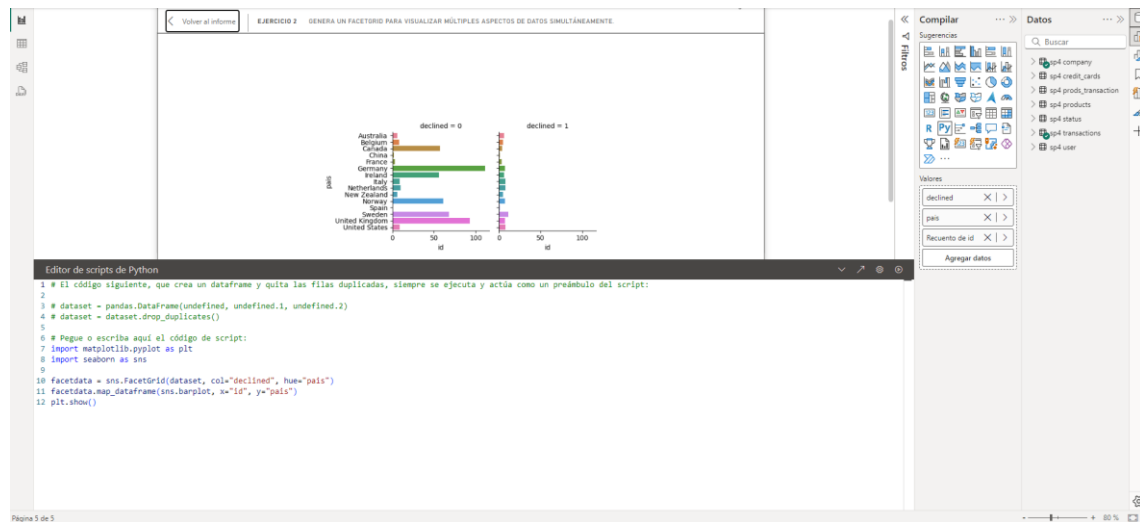 Volver al informe
EJERCICIO 2 GENERA UN FACETGRID PARA VISUALIZAR MÚLTIPLES ASPECTOS DE DATOS SIMULTÁNEAMENTE.
declined = 0
declined = 1
pais
Australia
Belgium
Canada
China
France
Germany
Ireland
Italy
Netherlands
New Zealand
Norway
Spain
Sweden
United Kingdom
United States
0 50 100
0 50 100
id
id
Editor de scripts de Python
1 # El código siguiente, que crea un dataframe y quita las filas duplicadas, siempre se ejecuta y actúa como un preámbulo del script:
2
3 # dataset = pandas.DataFrame(undefined, undefined.1, undefined.2)
4 # dataset = dataset.drop_duplicates()
5
6 # Pegue o escriba aquí el código de script:
7 import matplotlib.pyplot as plt
8 import seaborn as sns
9
10 facetdata = sns.FacetGrid(dataset, col="declined", hue="pais")
11 facetdata.map_dataframe(sns.barplot, x="id", y="pais")
12 plt.show()
Filtros
Compilar
Sugerencias
R Py
Valores
declined
pais
Recuento de id
Agregar datos
Datos
Buscar
sp4 company
sp4 credit_cards
sp4 prods_transaction
sp4 products
sp4 status
sp4 transactions
sp4 user
Página 5 de 5
80 %